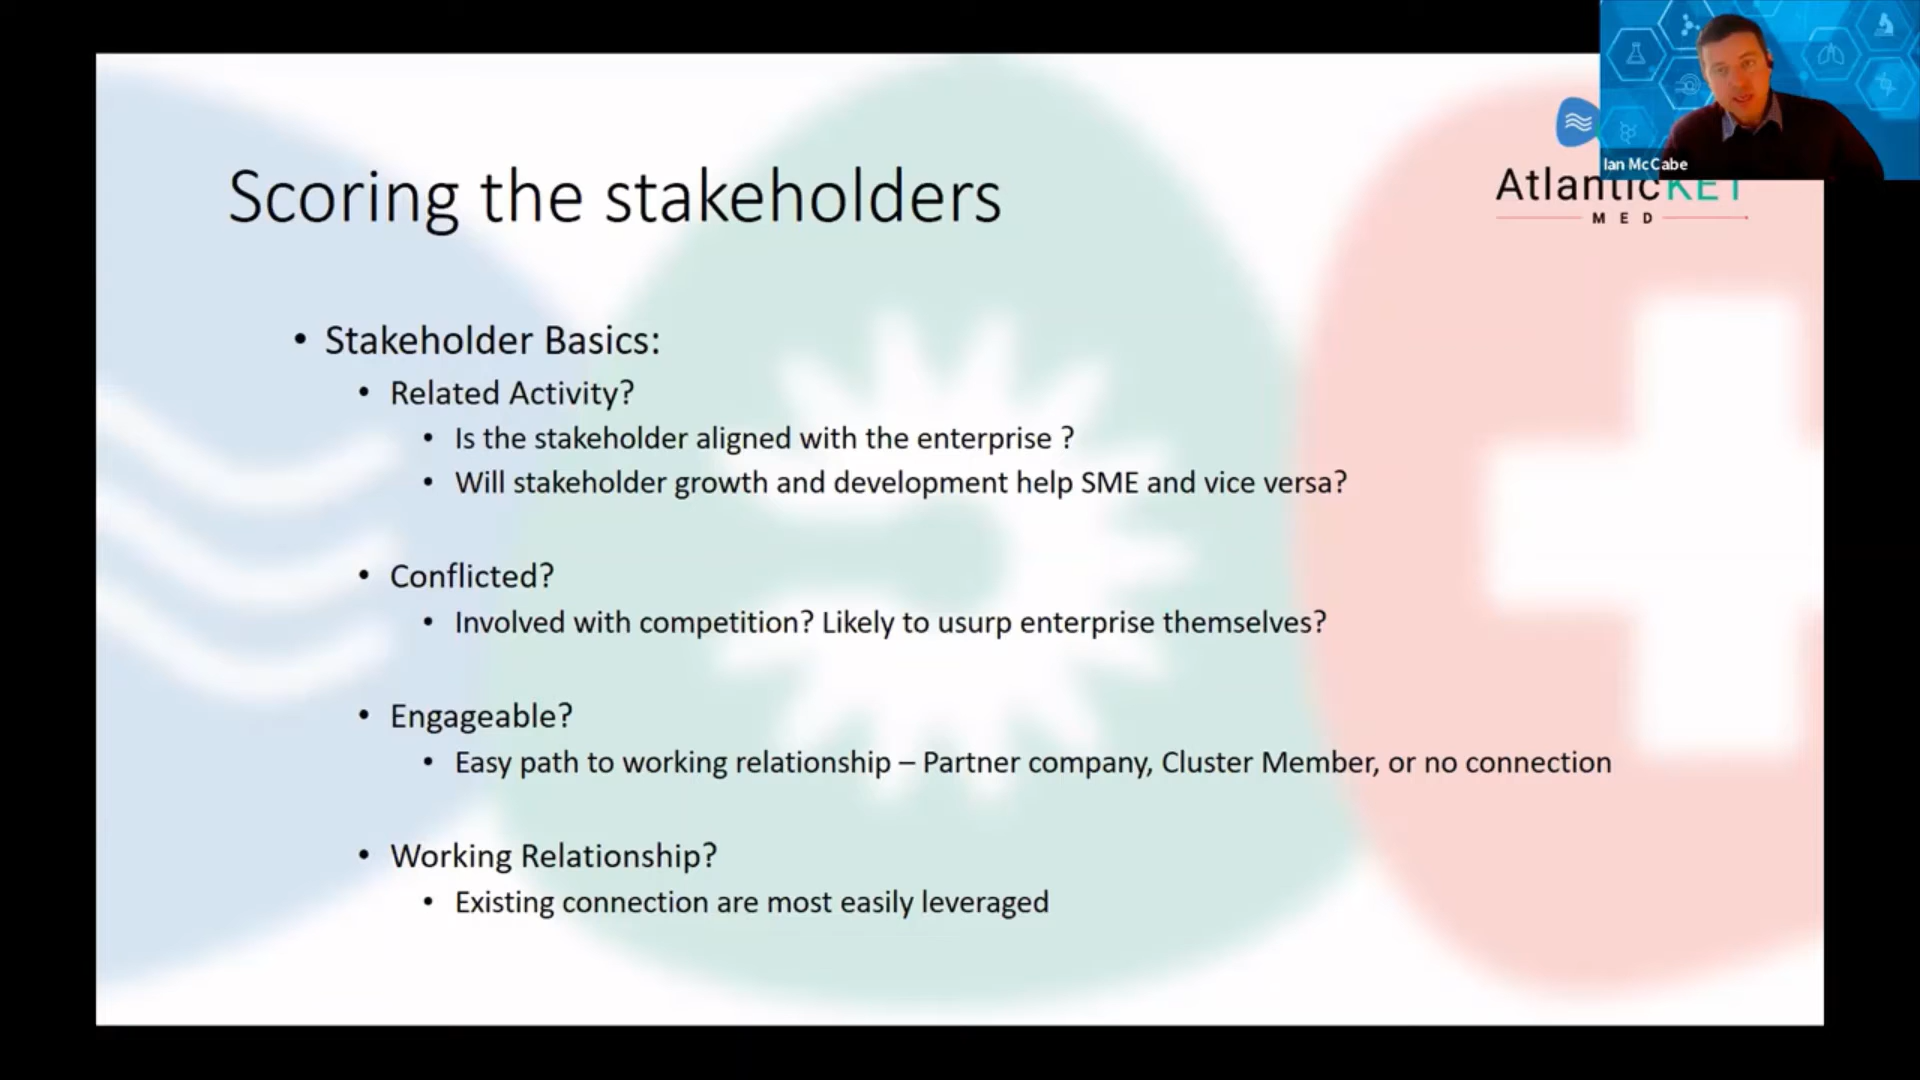 Ian McCabe
Scoring the stakeholders
AtlanticKET
MED
• Stakeholder Basics:
• Related Activity?
• Is the stakeholder aligned with the enterprise ?
• Will stakeholder growth and development help SME and vice versa?
• Conflicted?
• Involved with competition? Likely to usurp enterprise themselves?
• Engageable?
• Easy path to working relationship – Partner company, Cluster Member, or no connection
• Working Relationship?
• Existing connection are most easily leveraged